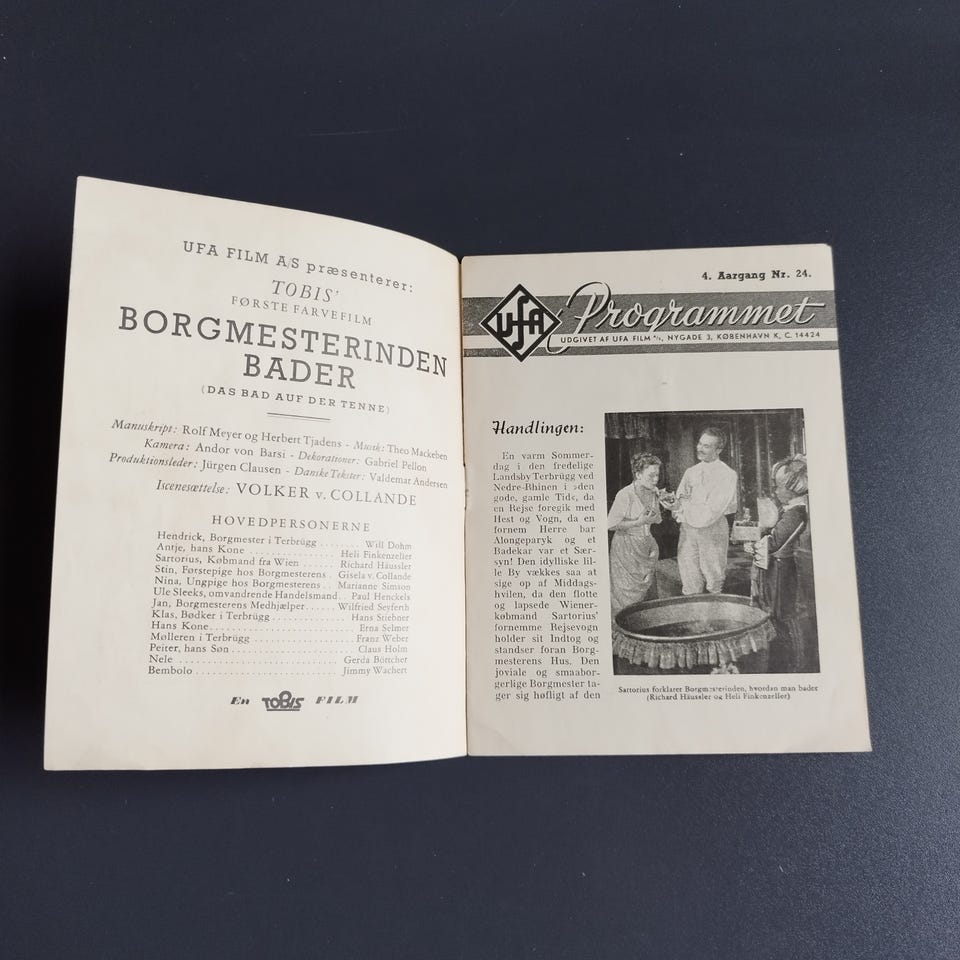 UFA FILM A/S præsenterer:
TOBIS'
FØRSTE FARVEFILM
BORGMESTERINDEN
BADER
(DAS BAD AUF DER TENNE)
Manuskript: Rolf Meyer og Herbert Tjadens - Musik: Theo Mackeben
Kamera: Andor von Barsi - Dekorationer: Gabriel Pellon
Produktionsleder: Jürgen Clausen - Danske Tekster: Valdemar Andersen
Iscenesættelse: VOLKER v. COLLANDE
HOVEDPERSONERNE
Hendrick, Borgmester i Terbrügg ........ Will Dohm
Antje, hans Kone .............. Heli Finkenzeller
Sartorius, Købmand fra Wien ...... Richard Häussler
Stin, Førstepige hos Borgmesterens . Gisela v. Collande
Nina, Ungpige hos Borgmesterens .. Marianne Simson
Ule Sleeks, omvandrende Handelsmand .. Paul Henckels
Jan, Borgmesterens Medhjælper...... Wilfried Seyferth
Klas, Bødker i Terbrügg ............ Hans Stiebner
Hans Kone...................... Erna Selmer
Mølleren i Terbrügg ............... Franz Weber
Peiter, hans Søn .................. Claus Holm
Nele ........................ Gerda Böttcher
Bembolo ...................... Jimmy Wachert
En TOBIS FILM
4. Aargang Nr. 24.
UFA Programmet
UDGIVET AF UFA FILM A/S, NYGADE 3, KØBENHAVN K, C. 14424
Handlingen:
En varm Sommer-
dag i den fredelige
Landsby Terbrügg ved
Nedre-Rhinen i »den
gode, gamle Tid«, da
en Rejse foregik med
Hest og Vogn, da en
fornem Herre bar
Alongeparyk og et
Badekar var et Sær-
syn! Den idylliske lil-
le By vækkes saa at
sige op af Middags-
hvilen, da den flotte
og lapsede Wiener-
købmand Sartorius'
fornemme Rejsevogn
holder sit Indtog og
standser foran Borg-
mesterens Hus. Den
joviale og smaabor-
gerlige Borgmester ta-
ger sig høfligt af den
Sartorius forklarer Borgmesterinden, hvordan man bader
(Richard Häussler og Heli Finkenzeller)